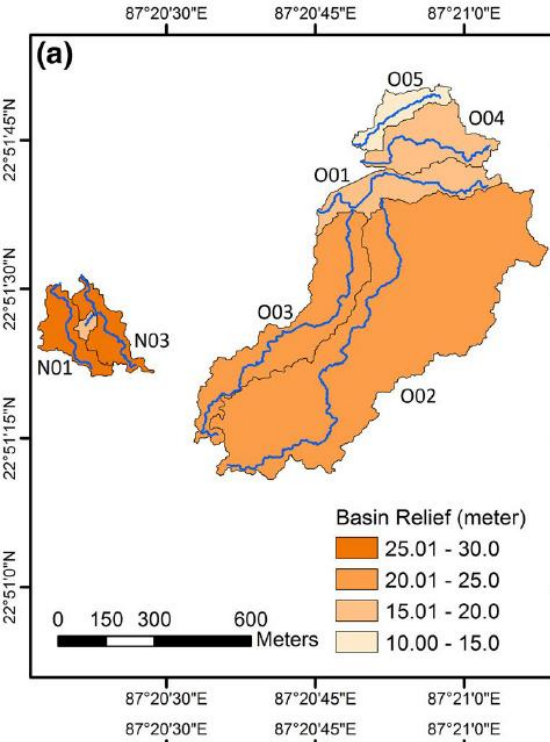 87°20'30"E 87°20'45"E 87°21'0"E
(a)
O05
22°51'45"N
O04
O01
22°51'30"N
O03
N03
N01
O02
22°51'15"N
Basin Relief (meter)
25.01 - 30.0
20.01 - 25.0
15.01 - 20.0
10.00 - 15.0
22°51'0"N
0 150 300 600
Meters
87°20'30"E 87°20'45"E 87°21'0"E
87°20'30"E 87°20'45"E 87°21'0"E